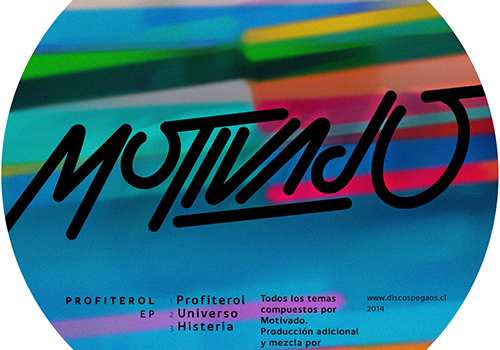 MOTIVADO
PROFITEROL
EP
1 Profiterol
2 Universo
3 Histeria
Todos los temas
compuestos por
Motivado.
Producción adicional
y mezcla por
www.discospegaos.cl
2014